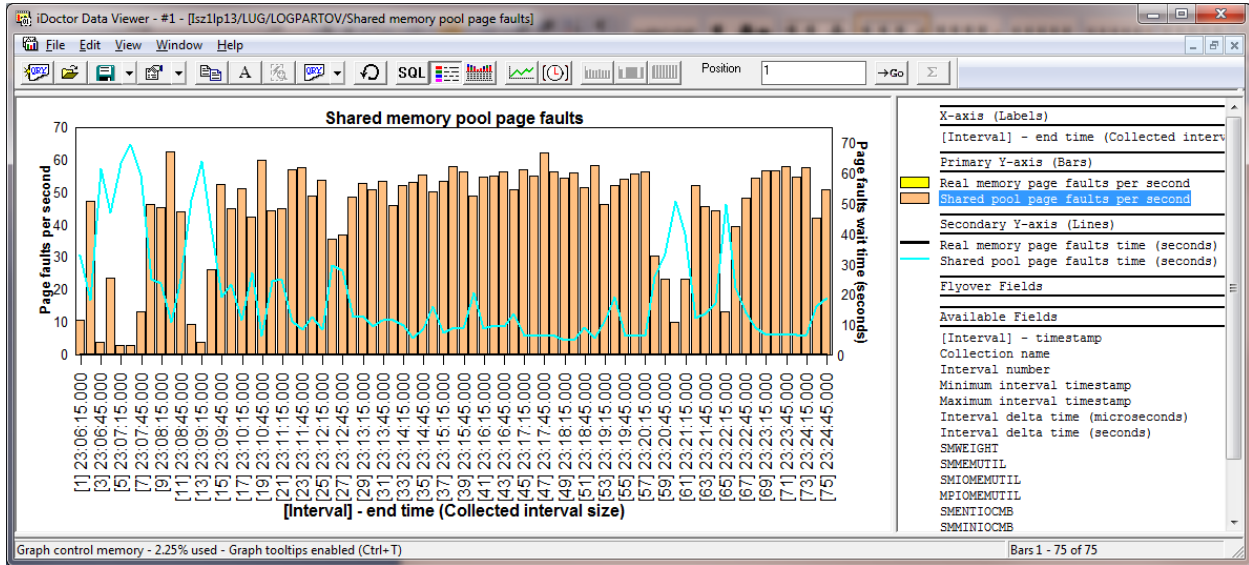 iDoctor Data Viewer - #1 - [Isz1lp13/LUG/LOGPARTOV/Shared memory pool page faults]
File Edit View Window Help
QRY A QRY SQL Position 1 Go Σ
Shared memory pool page faults
Page faults per second
70
60
50
40
30
20
10
0
70
60
50
40
30
20
10
0
Page faults wait time (seconds)
[1] 23:06:15.000
[3] 23:06:45.000
[5] 23:07:15.000
[7] 23:07:45.000
[9] 23:08:15.000
[11] 23:08:45.000
[13] 23:09:15.000
[15] 23:09:45.000
[17] 23:10:15.000
[19] 23:10:45.000
[21] 23:11:15.000
[23] 23:11:45.000
[25] 23:12:15.000
[27] 23:12:45.000
[29] 23:13:15.000
[31] 23:13:45.000
[33] 23:14:15.000
[35] 23:14:45.000
[37] 23:15:15.000
[39] 23:15:45.000
[41] 23:16:15.000
[43] 23:16:45.000
[45] 23:17:15.000
[47] 23:17:45.000
[49] 23:18:15.000
[51] 23:18:45.000
[53] 23:19:15.000
[55] 23:19:45.000
[57] 23:20:15.000
[59] 23:20:45.000
[61] 23:21:15.000
[63] 23:21:45.000
[65] 23:22:15.000
[67] 23:22:45.000
[69] 23:23:15.000
[71] 23:23:45.000
[73] 23:24:15.000
[75] 23:24:45.000
[Interval] - end time (Collected interval size)
X-axis (Labels)
[Interval] - end time (Collected interv
Primary Y-axis (Bars)
Real memory page faults per second
Shared pool page faults per second
Secondary Y-axis (Lines)
Real memory page faults time (seconds)
Shared pool page faults time (seconds)
Flyover Fields
Available Fields
[Interval] - timestamp
Collection name
Interval number
Minimum interval timestamp
Maximum interval timestamp
Interval delta time (microseconds)
Interval delta time (seconds)
SMWEIGHT
SMMEMUTIL
SMIOMEMUTIL
MPIOMEMUTIL
SMENTIOCMB
SMMINIOCMB
Graph control memory - 2.25% used - Graph tooltips enabled (Ctrl+T)
Bars 1 - 75 of 75